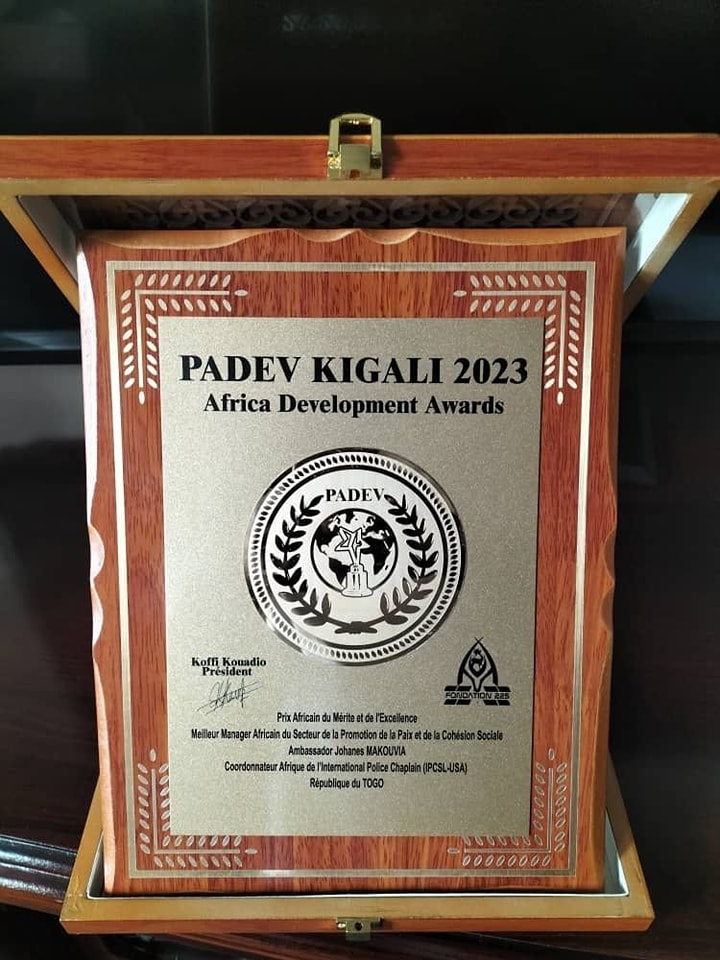 PADEV KIGALI 2023
Africa Development Awards
PADEV
Koffi Kouadio
Président
FONDATION 225
Prix Africain du Mérite et de l'Excellence
Meilleur Manager Africain du Secteur de la Promotion de la Paix et de la Cohésion Sociale
Ambassador Johanes MAKOUVIA
Coordonnateur Afrique de l'International Police Chaplain (IPCSL-USA)
République du TOGO